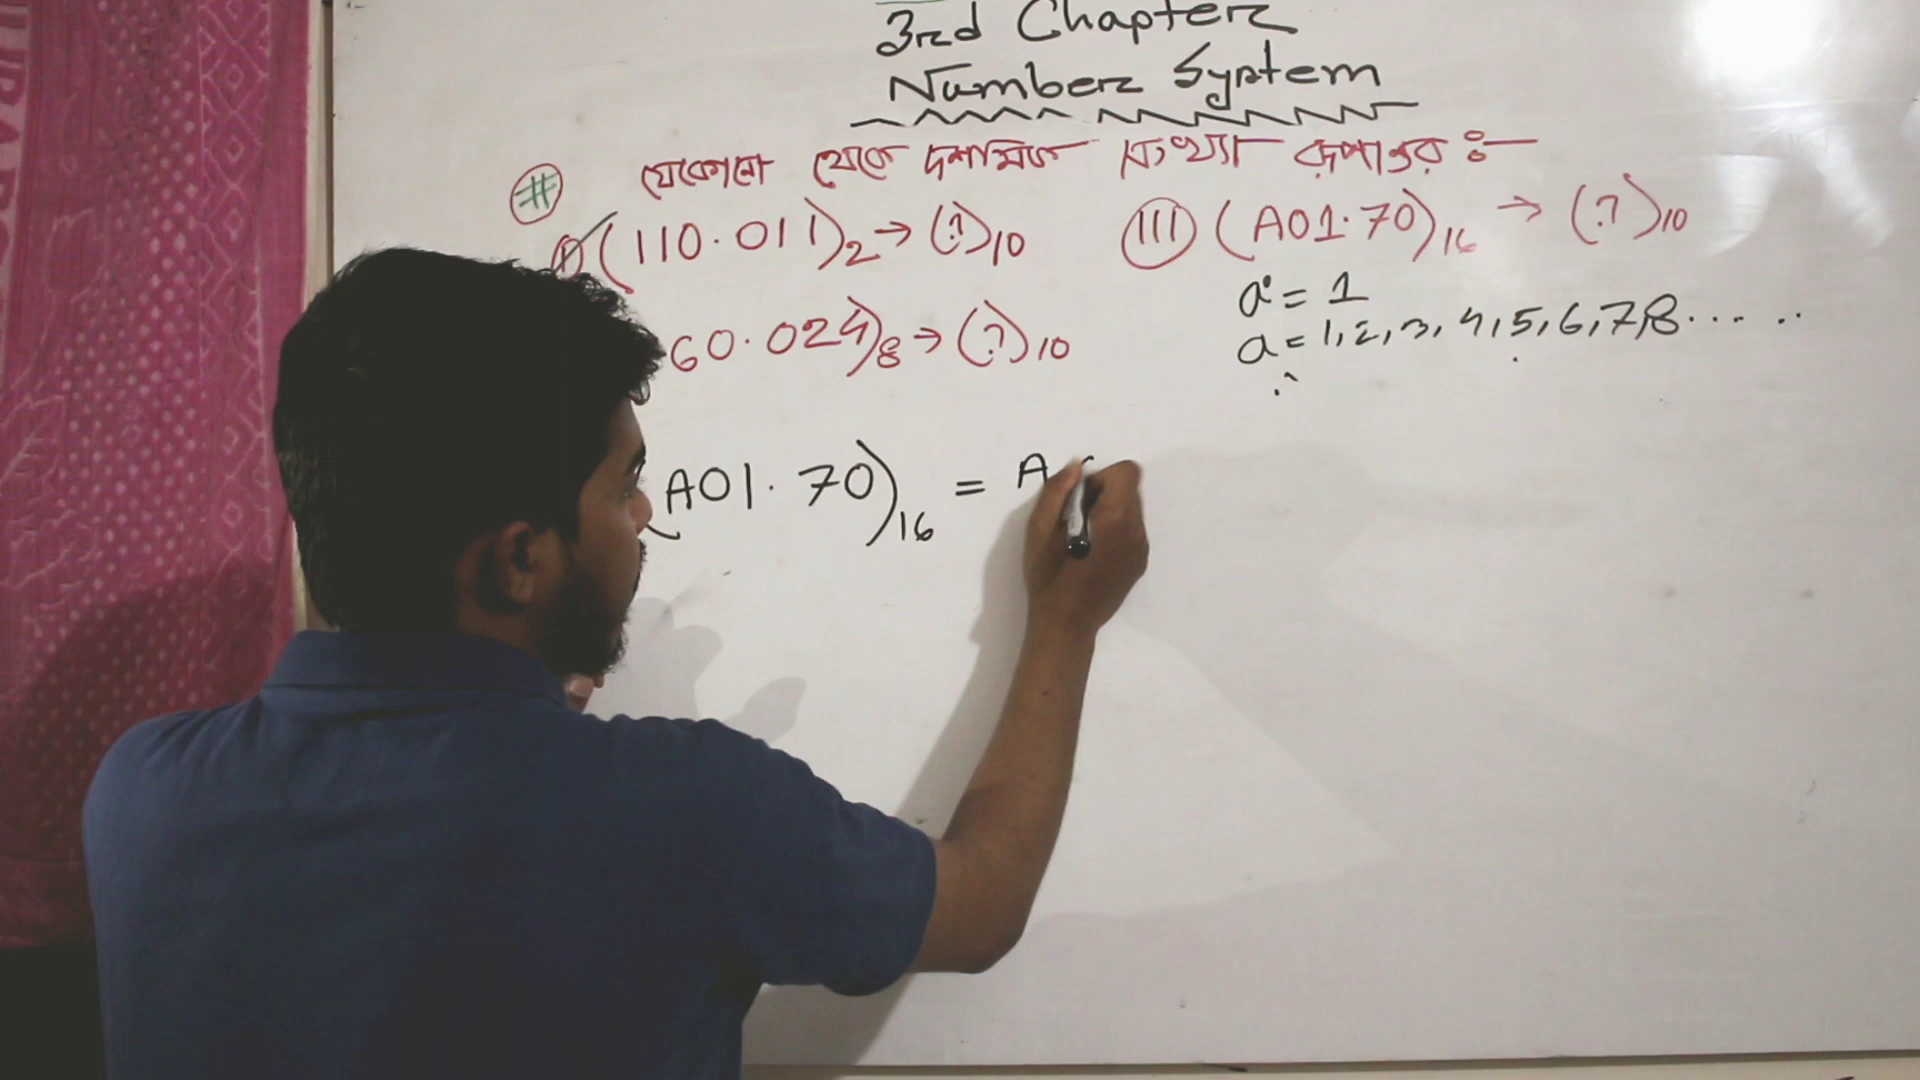 3rd Chapter
Number System
# যেকোনো থেকে দশমিক সংখ্যা রূপান্তর ঃ—
(110.011)₂ → (?)₁₀
60.024)₈ → (?)₁₀
III (A01.70)₁₆ → (?)₁₀
a⁰ = 1
a = 1, 2, 3, 4, 5, 6, 7, 8 ..... ..
∴
(A01.70)₁₆ = A